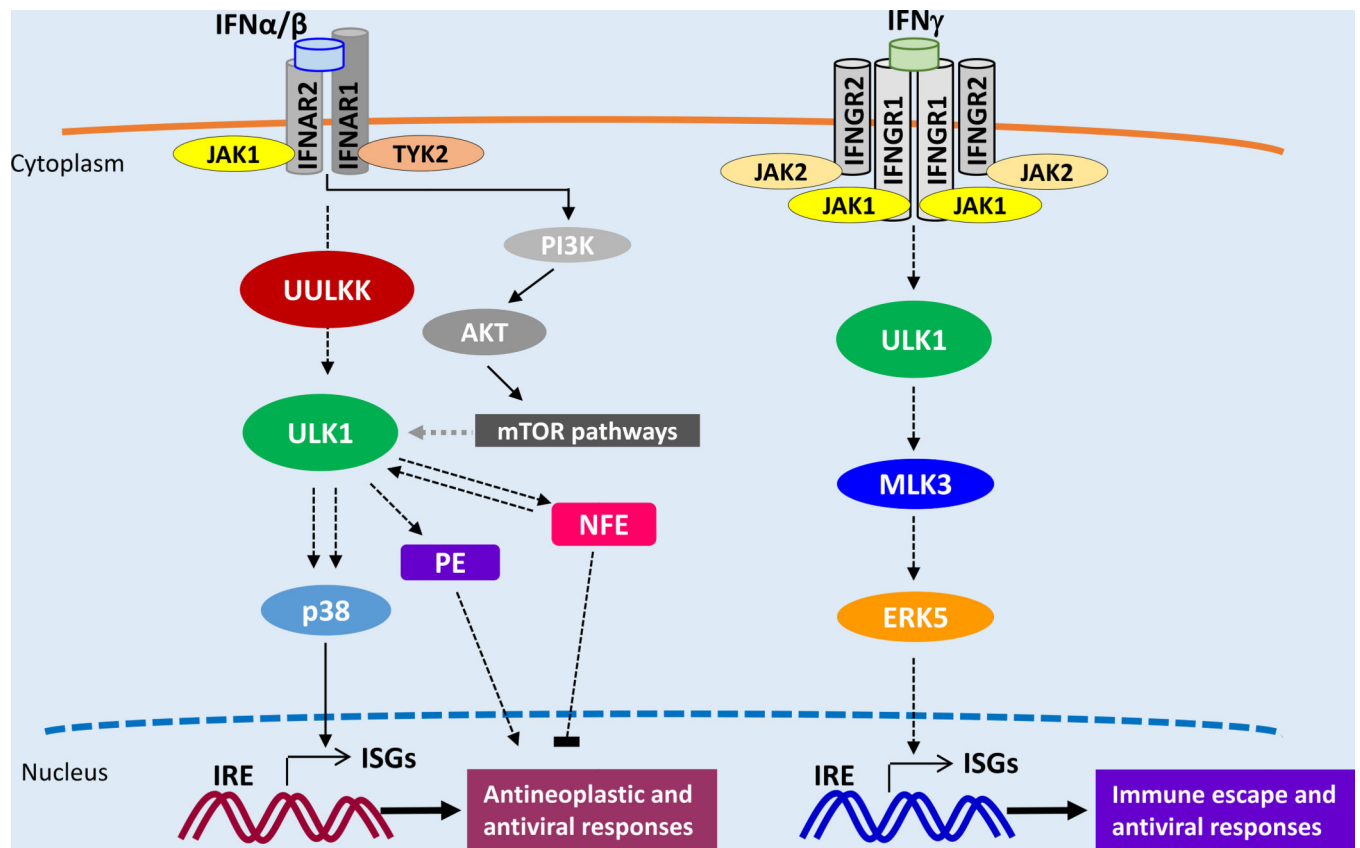 IFNα/β
IFNAR2
IFNAR1
JAK1
TYK2
Cytoplasm
PI3K
UULKK
AKT
ULK1
mTOR pathways
NFE
PE
p38
Nucleus
IRE
ISGs
Antineoplastic and
antiviral responses
IFNγ
IFNGR2
IFNGR1
IFNGR1
IFNGR2
JAK2
JAK2
JAK1
JAK1
ULK1
MLK3
ERK5
IRE
ISGs
Immune escape and
antiviral responses